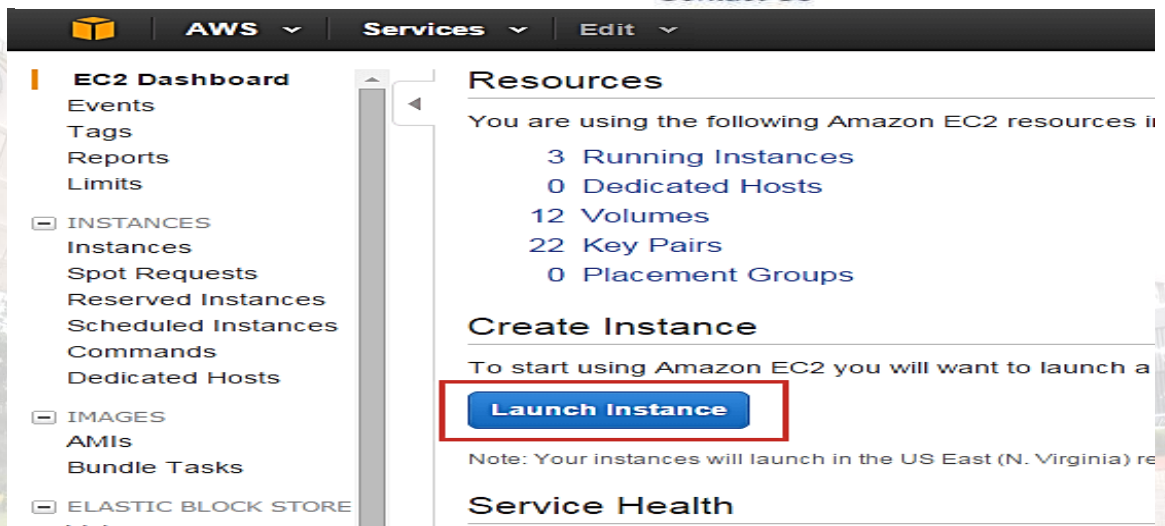 AWS Services Edit
EC2 Dashboard
Events
Tags
Reports
Limits
INSTANCES
Instances
Spot Requests
Reserved Instances
Scheduled Instances
Commands
Dedicated Hosts
IMAGES
AMIs
Bundle Tasks
ELASTIC BLOCK STORE
Resources
You are using the following Amazon EC2 resources
3 Running Instances
0 Dedicated Hosts
12 Volumes
22 Key Pairs
0 Placement Groups
Create Instance
To start using Amazon EC2 you will want to launch a
Launch Instance
Note: Your instances will launch in the US East (N. Virginia) re
Service Health